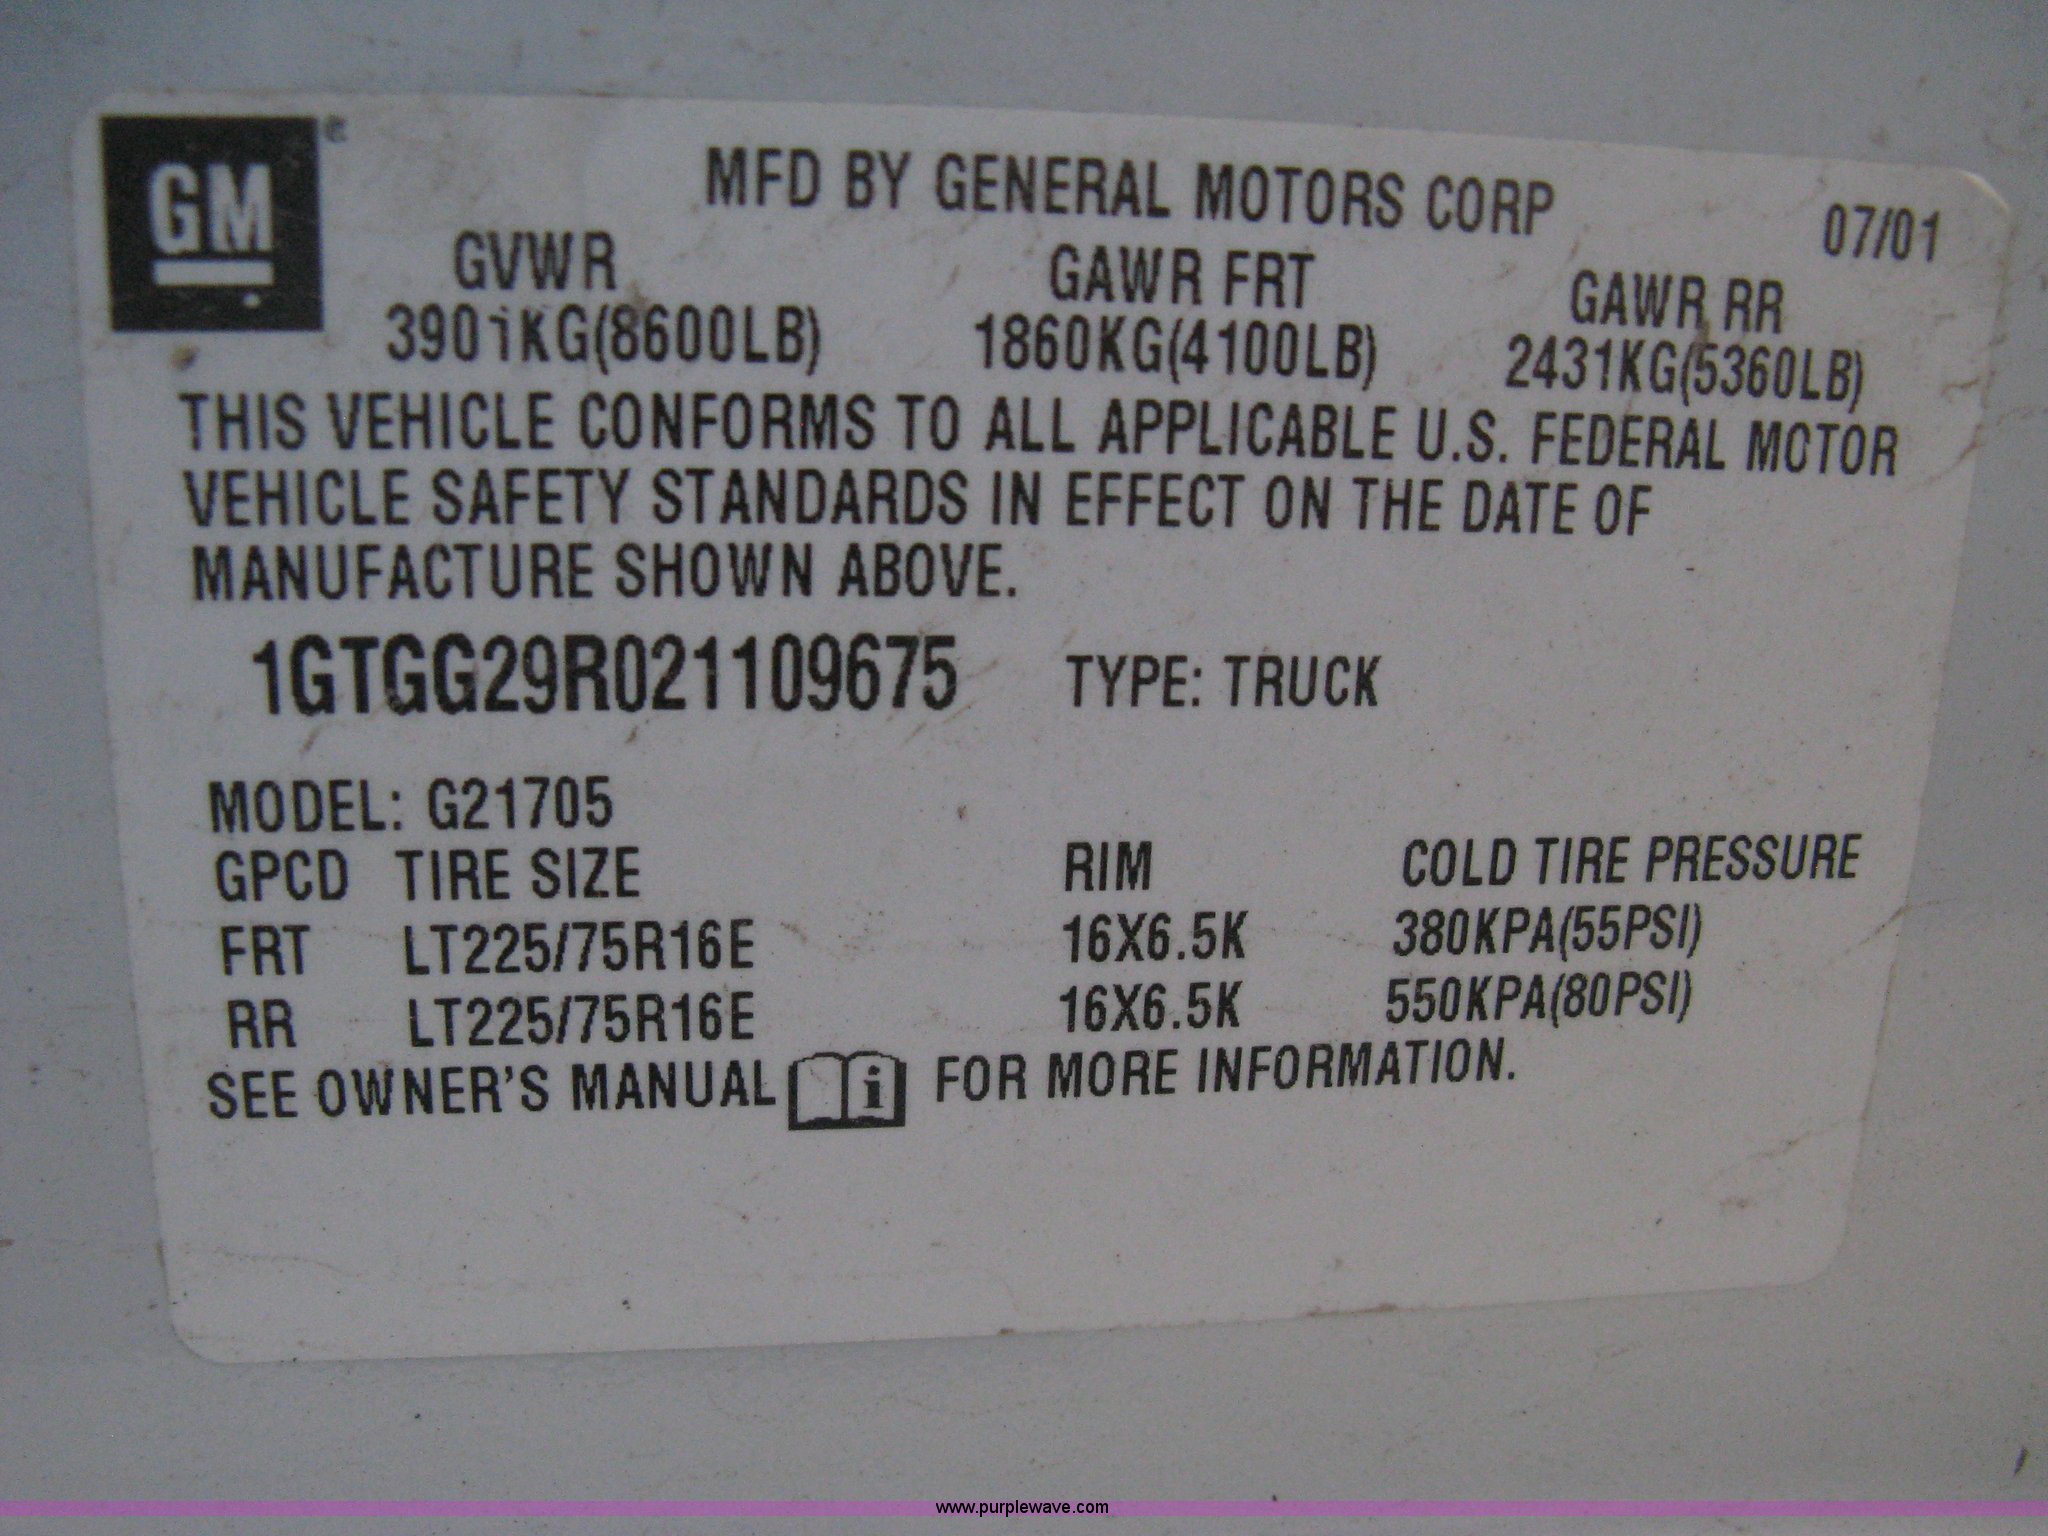 GM
MFD BY GENERAL MOTORS CORP 07/01
GVWR GAWR FRT GAWR RR
3901KG(8600LB) 1860KG(4100LB) 2431KG(5360LB)
THIS VEHICLE CONFORMS TO ALL APPLICABLE U.S. FEDERAL MOTOR
VEHICLE SAFETY STANDARDS IN EFFECT ON THE DATE OF
MANUFACTURE SHOWN ABOVE.
1GTGG29R021109675 TYPE: TRUCK
MODEL: G21705
GPCD TIRE SIZE RIM COLD TIRE PRESSURE
FRT LT225/75R16E 16X6.5K 380KPA(55PSI)
RR LT225/75R16E 16X6.5K 550KPA(80PSI)
SEE OWNER'S MANUAL i FOR MORE INFORMATION.
www.purplewave.com